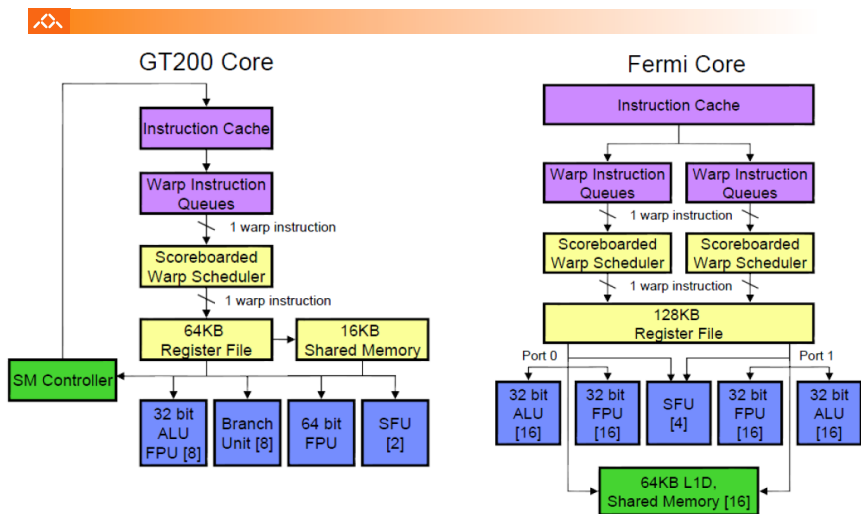 GT200 Core
Instruction Cache
Warp Instruction
Queues
1 warp instruction
Scoreboarded
Warp Scheduler
1 warp instruction
64KB
Register File
16KB
Shared Memory
SM Controller
32 bit
ALU
FPU [8]
Branch
Unit [8]
64 bit
FPU
SFU
[2]
Fermi Core
Instruction Cache
Warp Instruction
Queues
Warp Instruction
Queues
1 warp instruction
Scoreboarded
Warp Scheduler
Scoreboarded
Warp Scheduler
1 warp instruction
128KB
Register File
Port 0
Port 1
32 bit
ALU
[16]
32 bit
FPU
[16]
SFU
[4]
32 bit
FPU
[16]
32 bit
ALU
[16]
64KB L1D,
Shared Memory [16]